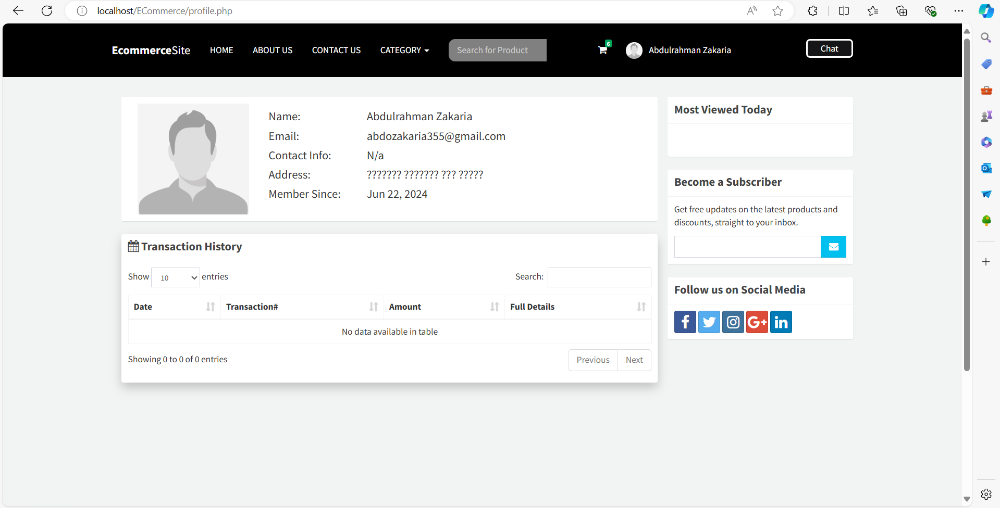 localhost/ECommerce/profile.php
EcommerceSite HOME ABOUT US CONTACT US CATEGORY Search for Product 6 Abdulrahman Zakaria Chat
Name: Abdulrahman Zakaria
Email: abdozakaria355@gmail.com
Contact Info: N/a
Address: ??????? ??????? ??? ?????
Member Since: Jun 22, 2024
Transaction History
Show 10 entries Search:
Date Transaction# Amount Full Details
No data available in table
Showing 0 to 0 of 0 entries Previous Next
Most Viewed Today
Become a Subscriber
Get free updates on the latest products and
discounts, straight to your inbox.
Follow us on Social Media